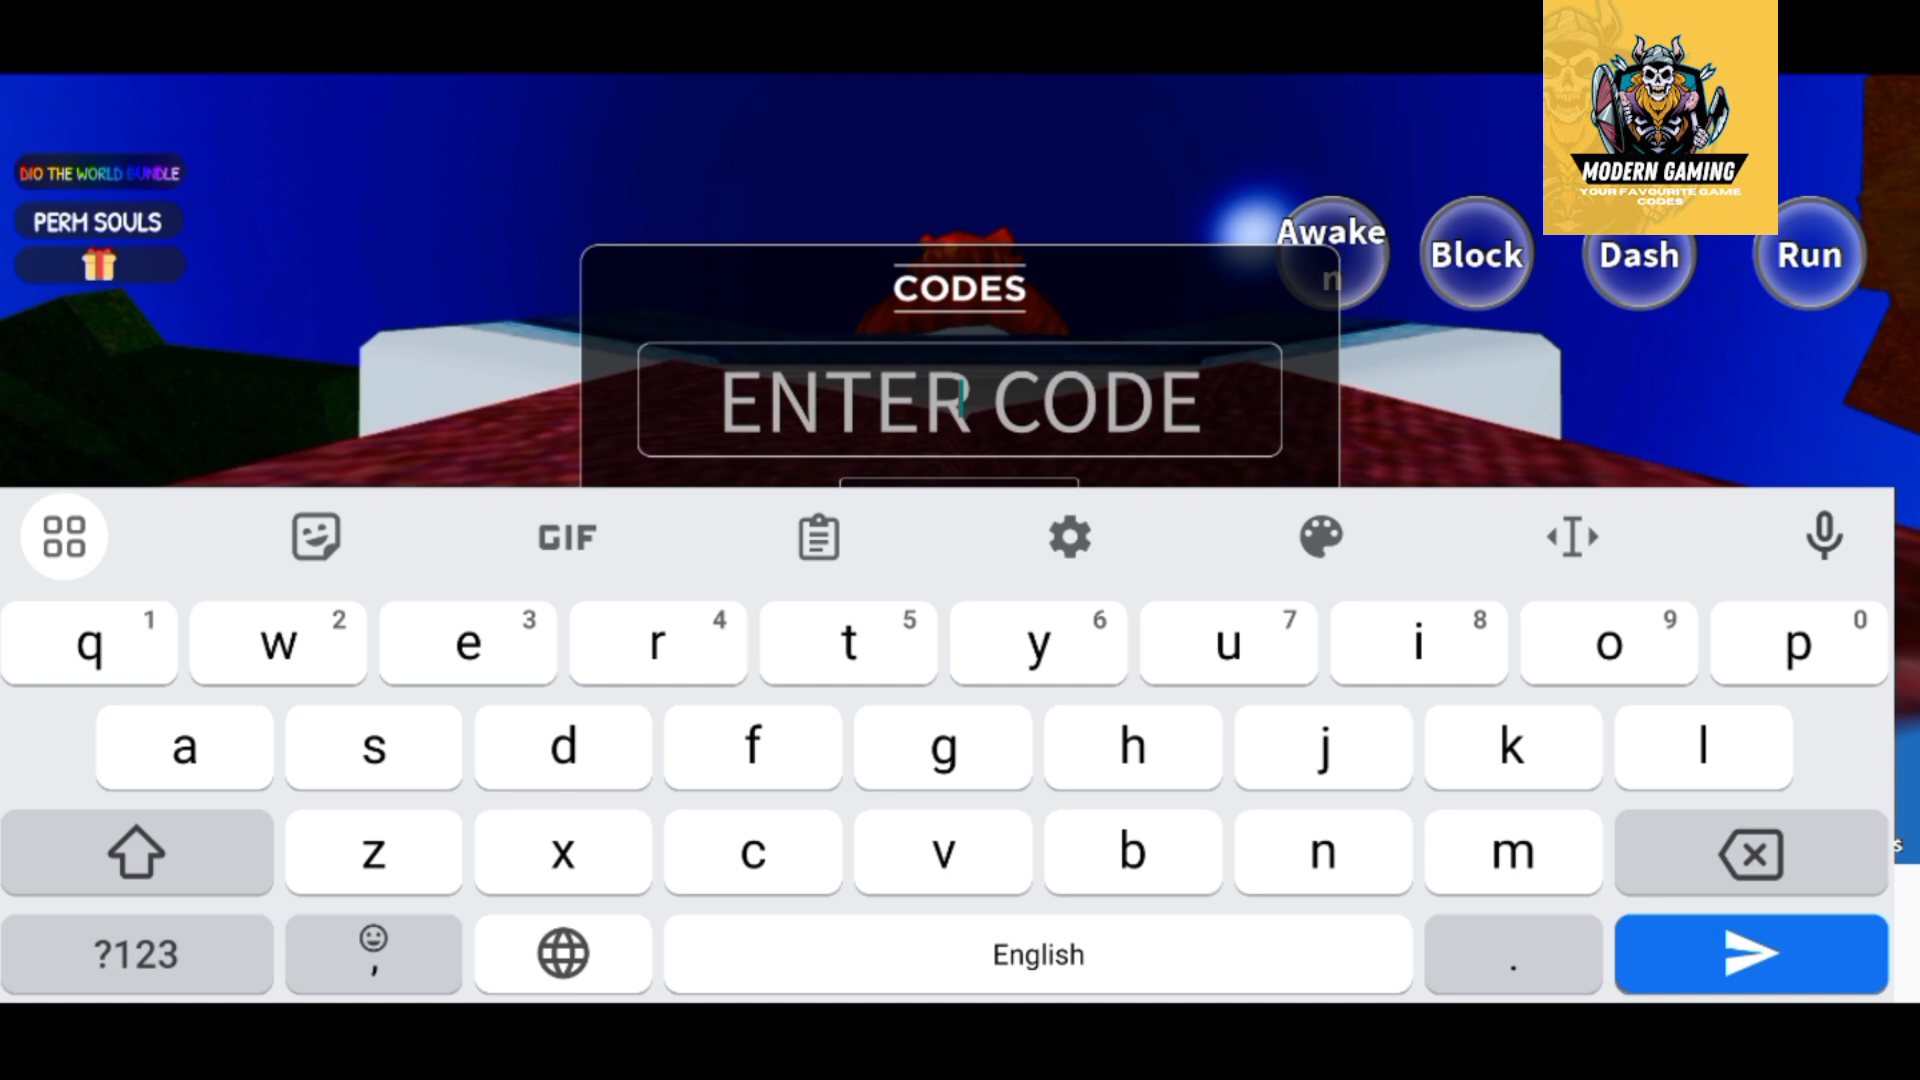 MODERN GAMING
YOUR FAVOURITE GAME
CODES
DIO THE WORLD BUNDLE
PERM SOULS
Awake
n
Block
Dash
Run
CODES
ENTER CODE
GIF
q 1 w 2 e 3 r 4 t 5 y 6 u 7 i 8 o 9 p 0
a s d f g h j k l
z x c v b n m
s
?123 , English .